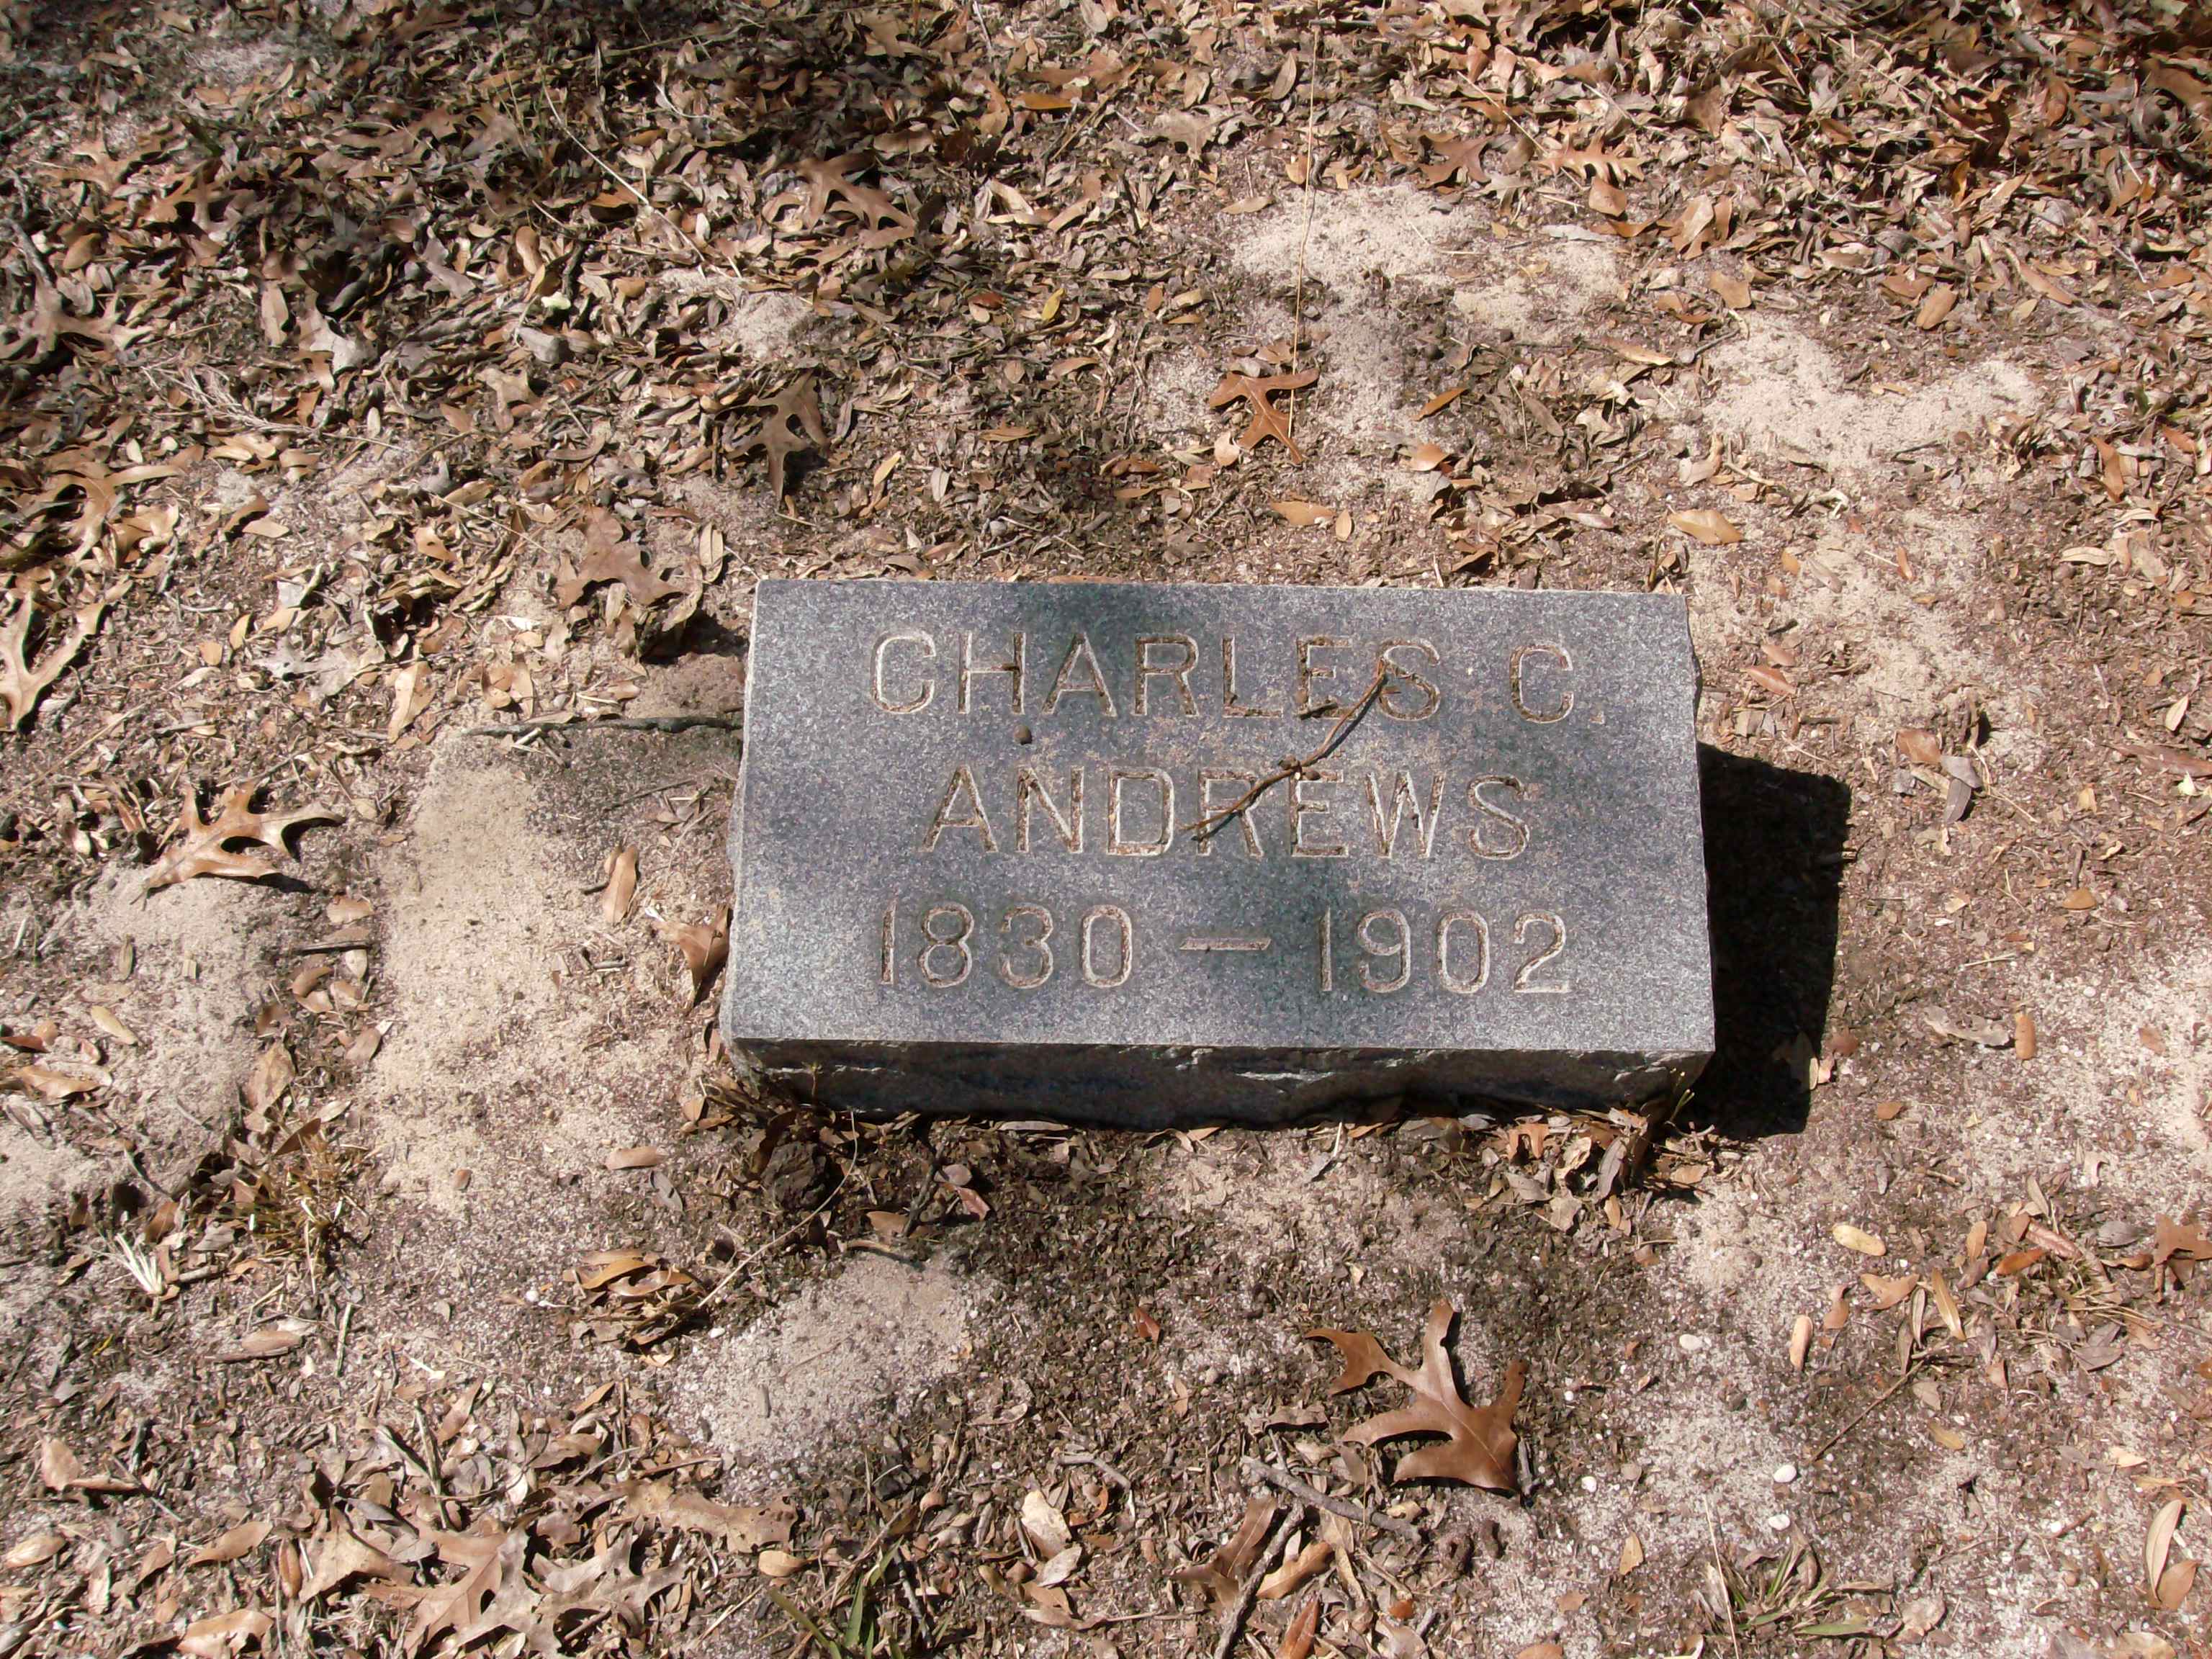 CHARLES C.
ANDREWS
1830 — 1902